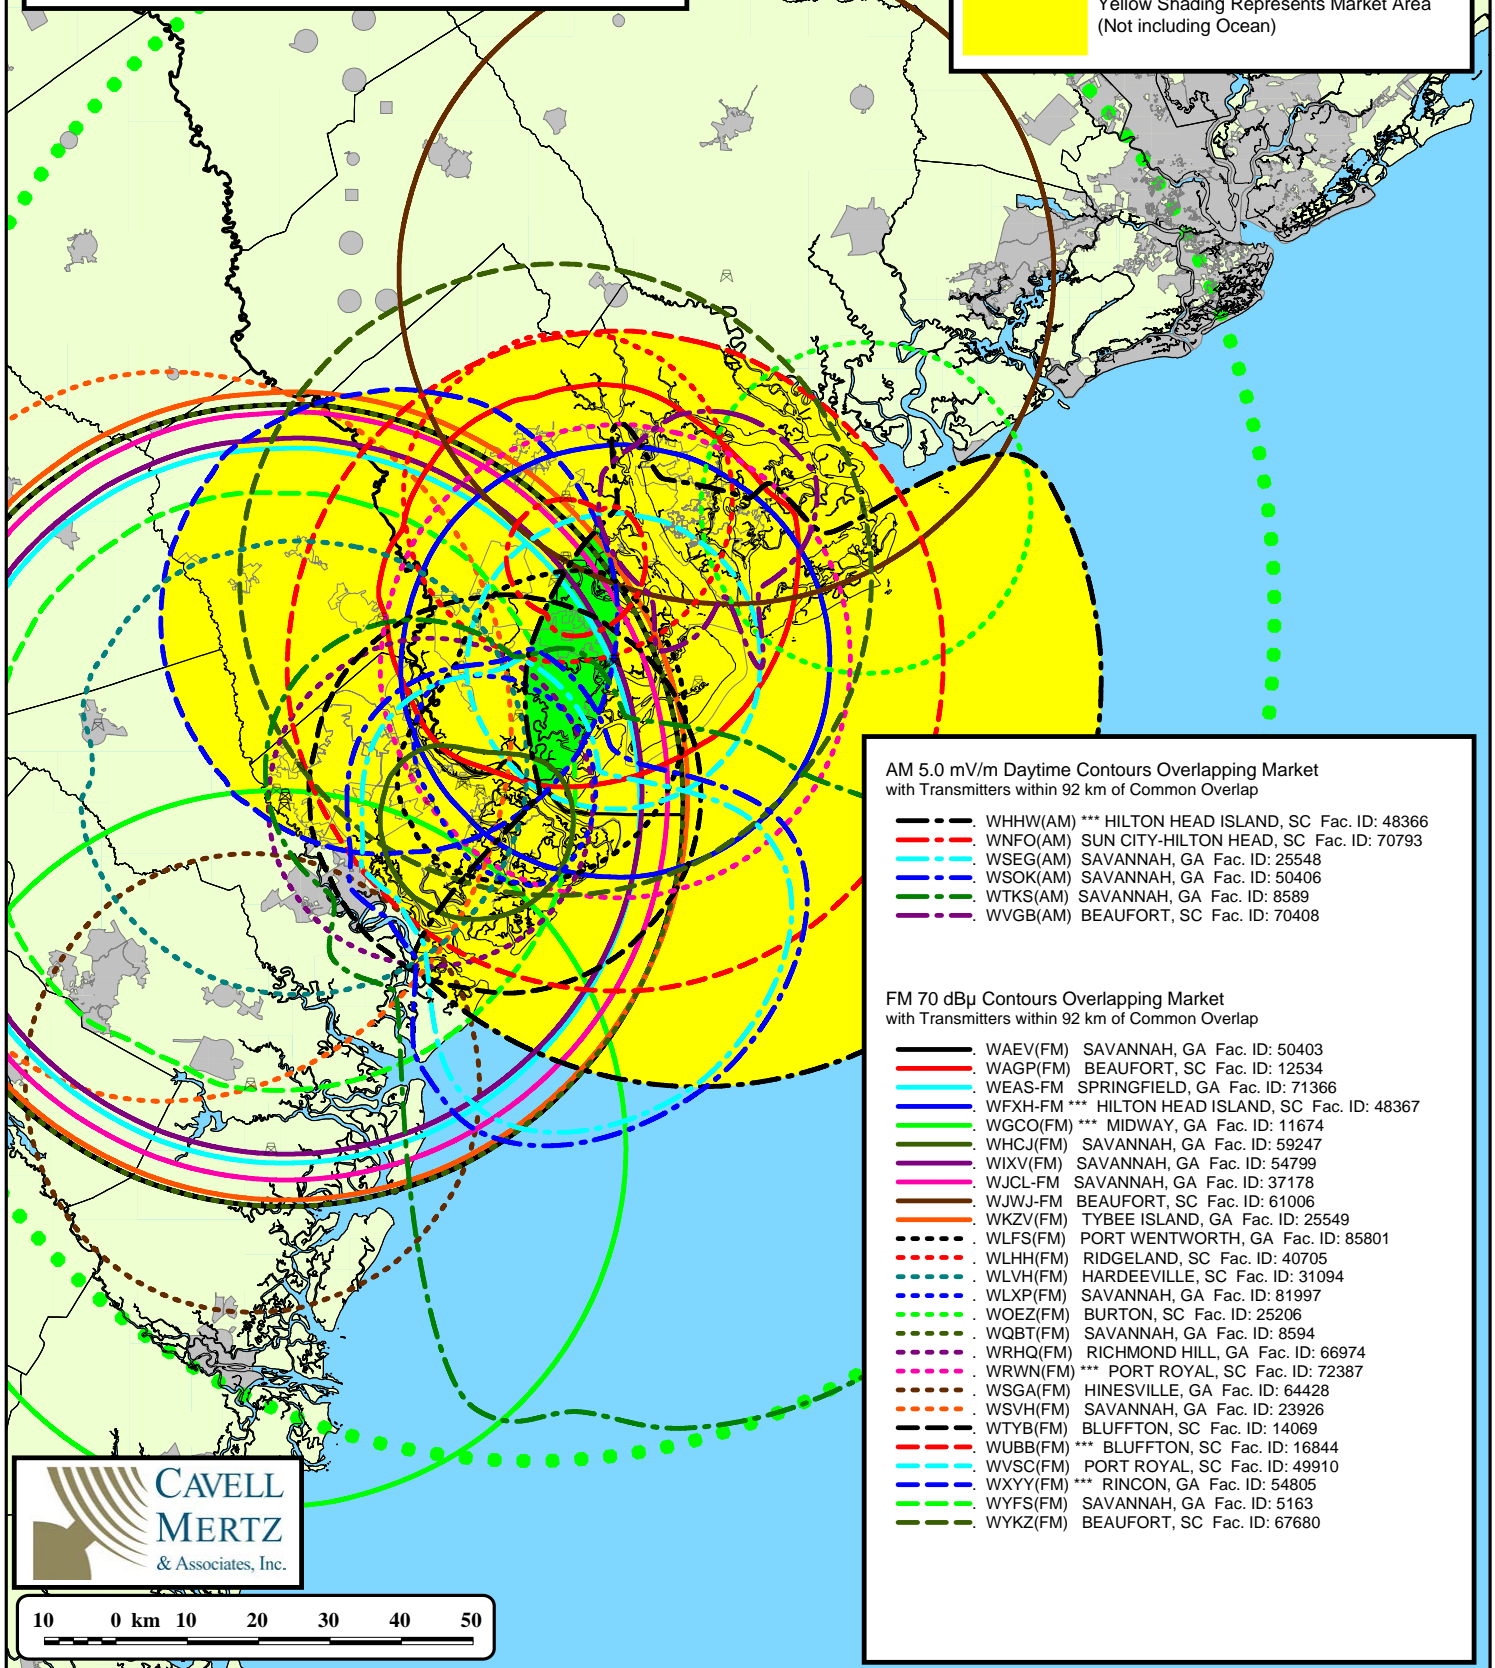 Yellow Shading Represents Market Area
(Not including Ocean)
AM 5.0 mV/m Daytime Contours Overlapping Market
with Transmitters within 92 km of Common Overlap
WHHW(AM) *** HILTON HEAD ISLAND, SC Fac. ID: 48366
WNFO(AM) SUN CITY-HILTON HEAD, SC Fac. ID: 70793
WSEG(AM) SAVANNAH, GA Fac. ID: 25548
WSOK(AM) SAVANNAH, GA Fac. ID: 50406
WTKS(AM) SAVANNAH, GA Fac. ID: 8589
WVGB(AM) BEAUFORT, SC Fac. ID: 70408
FM 70 dBµ Contours Overlapping Market
with Transmitters within 92 km of Common Overlap
WAEV(FM) SAVANNAH, GA Fac. ID: 50403
WAGP(FM) BEAUFORT, SC Fac. ID: 12534
WEAS-FM SPRINGFIELD, GA Fac. ID: 71366
WFXH-FM *** HILTON HEAD ISLAND, SC Fac. ID: 48367
WGCO(FM) *** MIDWAY, GA Fac. ID: 11674
WHCJ(FM) SAVANNAH, GA Fac. ID: 59247
WIXV(FM) SAVANNAH, GA Fac. ID: 54799
WJCL-FM SAVANNAH, GA Fac. ID: 37178
WJWJ-FM BEAUFORT, SC Fac. ID: 61006
WKZV(FM) TYBEE ISLAND, GA Fac. ID: 25549
WLFS(FM) PORT WENTWORTH, GA Fac. ID: 85801
WLHH(FM) RIDGELAND, SC Fac. ID: 40705
WLVH(FM) HARDEEVILLE, SC Fac. ID: 31094
WLXP(FM) SAVANNAH, GA Fac. ID: 81997
WOEZ(FM) BURTON, SC Fac. ID: 25206
WQBT(FM) SAVANNAH, GA Fac. ID: 8594
WRHQ(FM) RICHMOND HILL, GA Fac. ID: 66974
WRWN(FM) *** PORT ROYAL, SC Fac. ID: 72387
WSGA(FM) HINESVILLE, GA Fac. ID: 64428
WSVH(FM) SAVANNAH, GA Fac. ID: 23926
WTYB(FM) BLUFFTON, SC Fac. ID: 14069
WUBB(FM) *** BLUFFTON, SC Fac. ID: 16844
WVSC(FM) PORT ROYAL, SC Fac. ID: 49910
WXYY(FM) *** RINCON, GA Fac. ID: 54805
WYFS(FM) SAVANNAH, GA Fac. ID: 5163
WYKZ(FM) BEAUFORT, SC Fac. ID: 67680
CAVELL
MERTZ
& Associates, Inc.
10 0 km 10 20 30 40 50